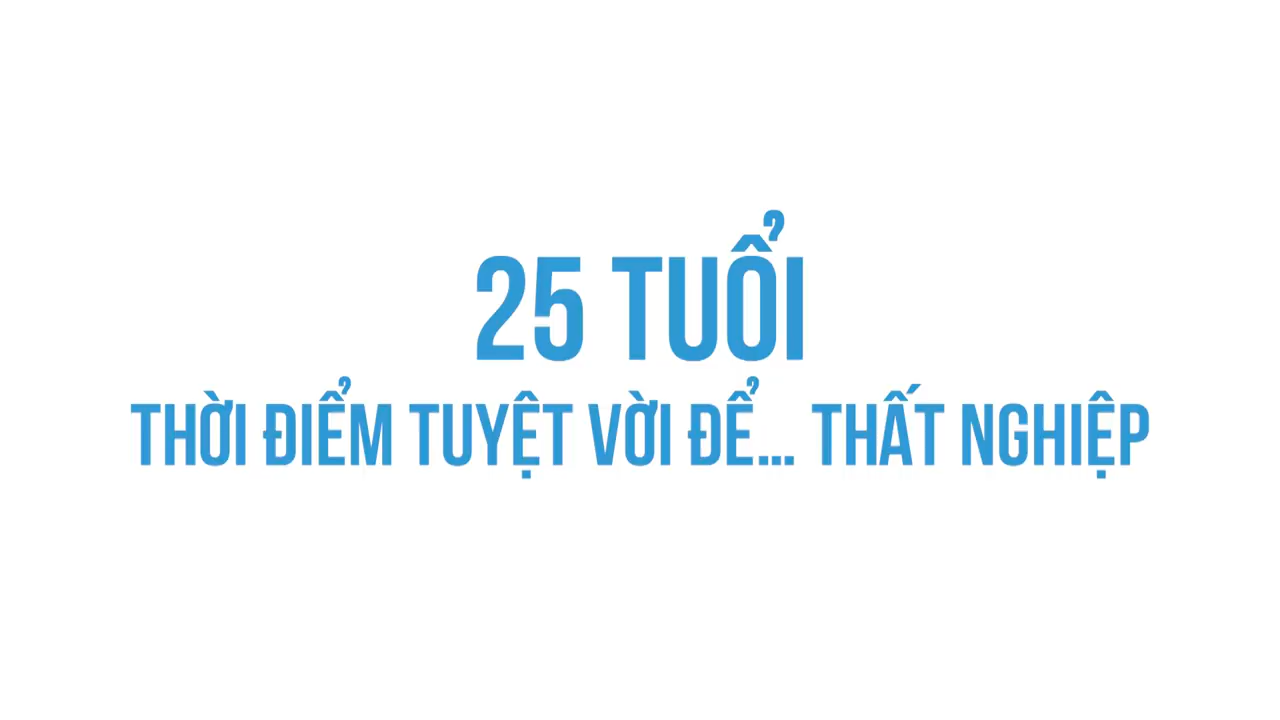 25 TUỔI
THỜI ĐIỂM TUYỆT VỜI ĐỂ... THẤT NGHIỆP